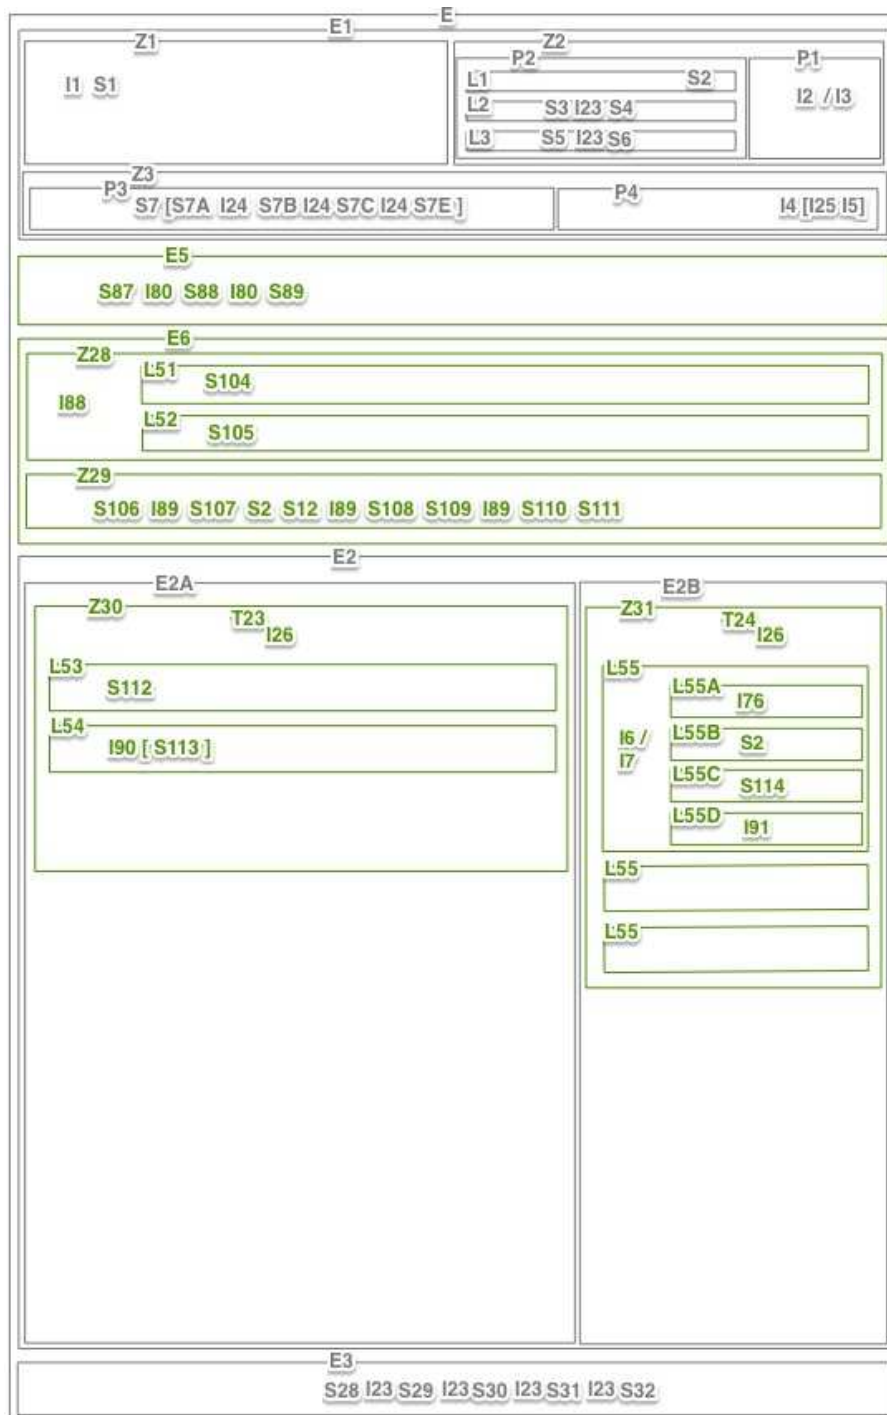 E
E1
Z1
I1 S1
Z2
P2
L1 S2
L2 S3 I23 S4
L3 S5 I23 S6
P1
I2 / I3
Z3
P3
S7 [S7A I24 S7B I24 S7C I24 S7E ]
P4
I4 [I25 I5]
E5
S87 I80 S88 I80 S89
E6
Z28
I88
L51
S104
L52
S105
Z29
S106 I89 S107 S2 S12 I89 S108 S109 I89 S110 S111
E2
E2A
Z30
T23
I26
L53
S112
L54
I90 [ S113 ]
E2B
Z31
T24
I26
L55
I6 /
I7
L55A
I76
L55B
S2
L55C
S114
L55D
I91
L55
L55
E3
S28 I23 S29 I23 S30 I23 S31 I23 S32